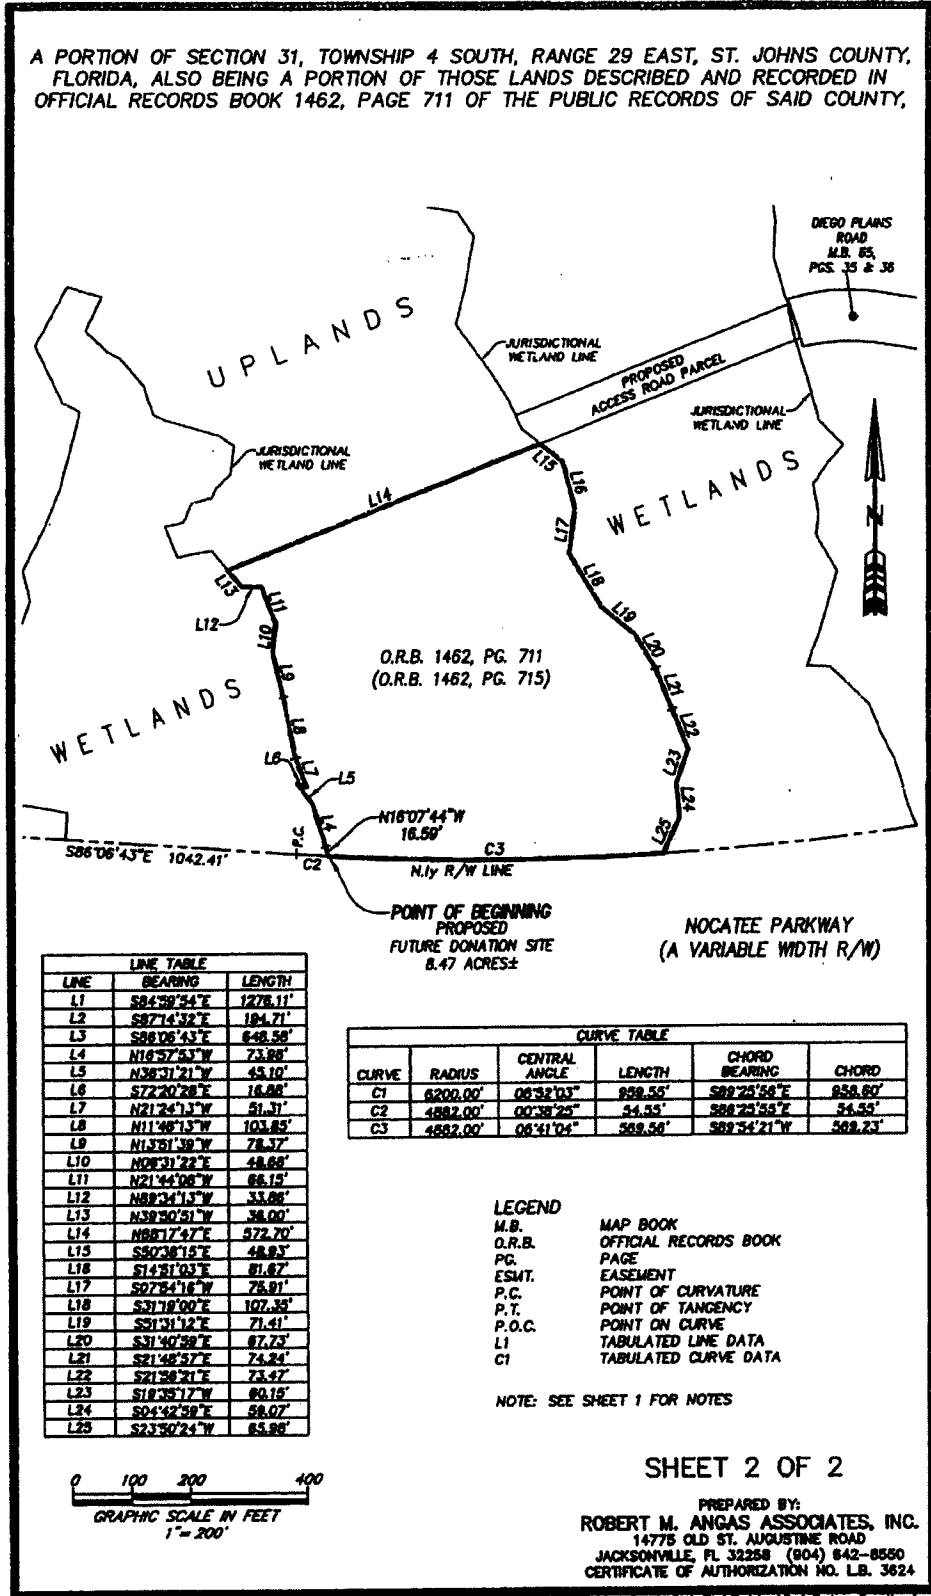 A PORTION OF SECTION 31, TOWNSHIP 4 SOUTH, RANGE 29 EAST, ST. JOHNS COUNTY,
FLORIDA, ALSO BEING A PORTION OF THOSE LANDS DESCRIBED AND RECORDED IN
OFFICIAL RECORDS BOOK 1462, PAGE 711 OF THE PUBLIC RECORDS OF SAID COUNTY,
DIEGO PLAINS
ROAD
M.B. 65,
PGS. 35 & 36
UPLANDS
JURISDICTIONAL
WETLAND LINE
PROPOSED
ACCESS ROAD PARCEL
JURISDICTIONAL
WETLAND LINE
JURISDICTIONAL
WETLAND LINE
L15
L14
L16
WETLANDS
N
L17
L13
L18
L12
L11
L19
L10
L20
O.R.B. 1462, PG. 711
(O.R.B. 1462, PG. 715)
L9
L21
WETLANDS
L8
L22
L6
L7
L5
L23
L24
L4
N16°07'44"W
16.59'
L25
P.C.
S86°06'43"E 1042.41'
C2
C3
N.ly R/W LINE
POINT OF BEGINNING
PROPOSED
FUTURE DONATION SITE
8.47 ACRES±
NOCATEE PARKWAY
(A VARIABLE WIDTH R/W)
LINE TABLE
LINE BEARING LENGTH
L1 S84°59'54"E 1276.11'
L2 S87°14'32"E 194.71'
L3 S86°06'43"E 646.56'
L4 N16°57'53"W 73.98'
L5 N36°31'21"W 45.10'
L6 S72°20'28"E 16.88'
L7 N21°24'13"W 51.31'
L8 N11°46'13"W 103.85'
L9 N13°51'39"W 78.37'
L10 N06°31'22"E 48.68'
L11 N21°44'06"W 66.15'
L12 N89°34'13"W 33.86'
L13 N39°50'51"W 36.00'
L14 N68°17'47"E 572.70'
L15 S50°36'15"E 48.93'
L16 S14°51'03"E 81.67'
L17 S07°54'16"W 75.91'
L18 S31°19'00"E 107.35'
L19 S51°31'12"E 71.41'
L20 S31°40'59"E 67.73'
L21 S21°46'57"E 74.24'
L22 S21°56'21"E 73.47'
L23 S19°35'17"W 60.15'
L24 S04°42'59"E 59.07'
L25 S23°50'24"W 65.98'
CURVE TABLE
CURVE RADIUS CENTRAL ANGLE LENGTH CHORD BEARING CHORD
C1 6200.00' 08°52'03" 959.55' S89°25'56"E 958.60'
C2 4882.00' 00°38'25" 54.55' S86°25'55"E 54.55'
C3 4882.00' 06°41'04" 569.56' S89°54'21"W 569.23'
LEGEND
M.B. MAP BOOK
O.R.B. OFFICIAL RECORDS BOOK
PG. PAGE
ESMT. EASEMENT
P.C. POINT OF CURVATURE
P.T. POINT OF TANGENCY
P.O.C. POINT ON CURVE
L1 TABULATED LINE DATA
C1 TABULATED CURVE DATA
NOTE: SEE SHEET 1 FOR NOTES
0 100 200 400
GRAPHIC SCALE IN FEET
1"= 200'
SHEET 2 OF 2
PREPARED BY:
ROBERT M. ANGAS ASSOCIATES, INC.
14775 OLD ST. AUGUSTINE ROAD
JACKSONVILLE, FL 32258 (904) 642-8550
CERTIFICATE OF AUTHORIZATION NO. L.B. 3624